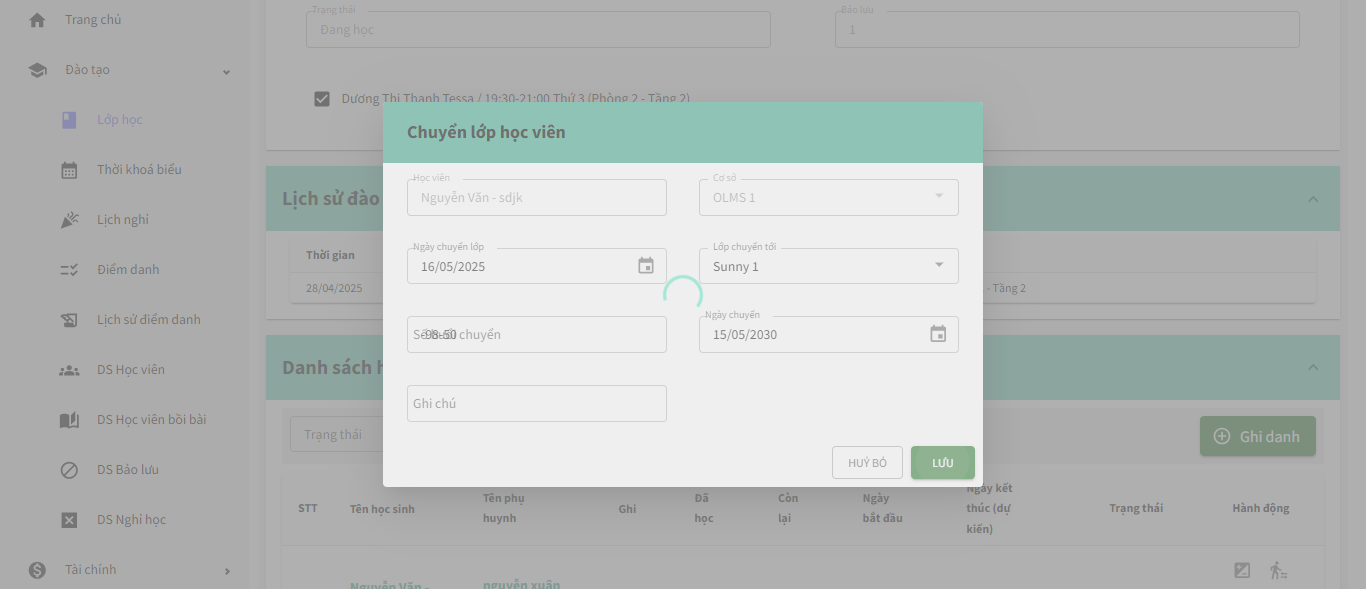 Trang chủ
Đào tạo
Lớp học
Thời khoá biểu
Lịch nghỉ
Điểm danh
Lịch sử điểm danh
DS Học viên
DS Học viên bồi bài
DS Bảo lưu
DS Nghỉ học
Tài chính
Trạng thái
Đang học
Bảo lưu
1
Dương Thị Thanh Tessa / 19:30-21:00 Thứ 3 (Phòng 2 - Tầng 2)
Lịch sử đào
Thời gian
28/04/2025
- Tầng 2
Chuyển lớp học viên
Học viên
Nguyễn Văn - sdjk
Cơ sở
OLMS 1
Ngày chuyển lớp
16/05/2025
Lớp chuyển tới
Sunny 1
chuyển
Ngày chuyển
15/05/2030
Ghi chú
HUỶ BỎ
LƯU
Danh sách
Trạng thái
Ghi danh
STT
Tên học sinh
Tên phụ huynh
Ghi
Đã học
Còn lại
Ngày bắt đầu
Ngày kết thúc (dự kiến)
Trạng thái
Hành động
Nguyễn Văn -
nguyễn xuân